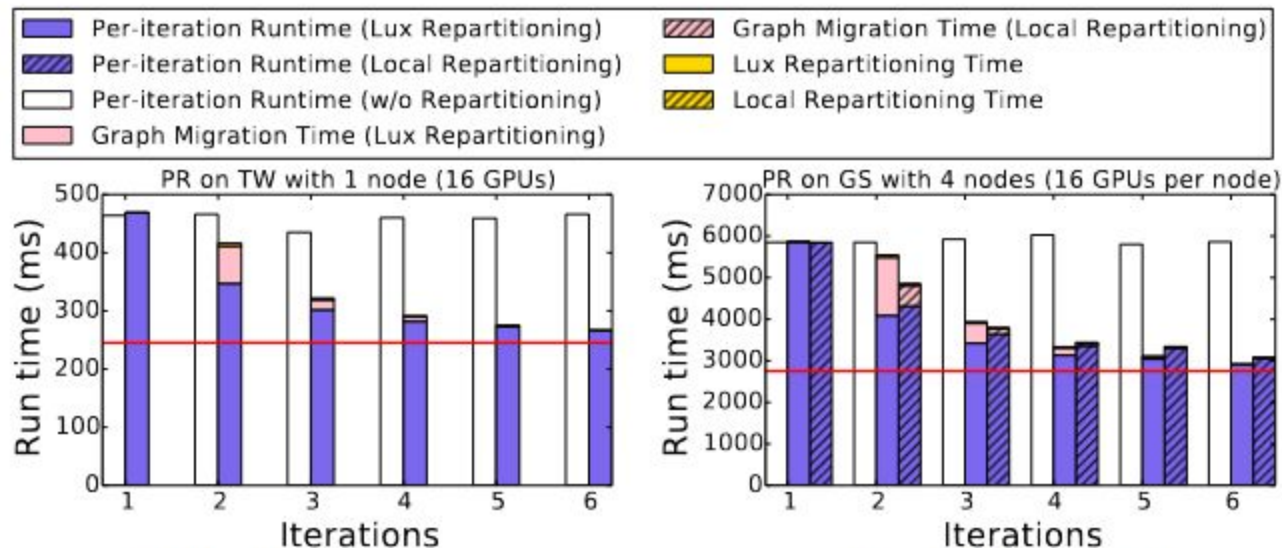 Per-iteration Runtime (Lux Repartitioning)
Per-iteration Runtime (Local Repartitioning)
Per-iteration Runtime (w/o Repartitioning)
Graph Migration Time (Lux Repartitioning)
Graph Migration Time (Local Repartitioning)
Lux Repartitioning Time
Local Repartitioning Time
PR on TW with 1 node (16 GPUs)
Run time (ms)
500
400
300
200
100
0
1 2 3 4 5 6
Iterations
PR on GS with 4 nodes (16 GPUs per node)
Run time (ms)
7000
6000
5000
4000
3000
2000
1000
0
1 2 3 4 5 6
Iterations